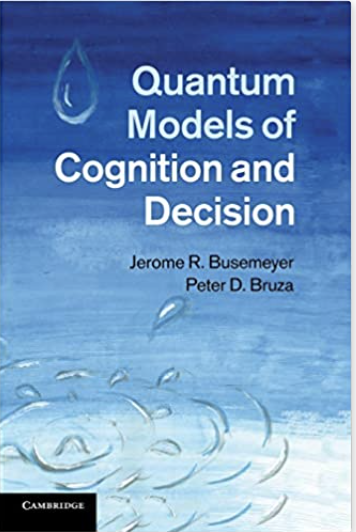 Quantum
Models of
Cognition and
Decision
Jerome R. Busemeyer
Peter D. Bruza
CAMBRIDGE